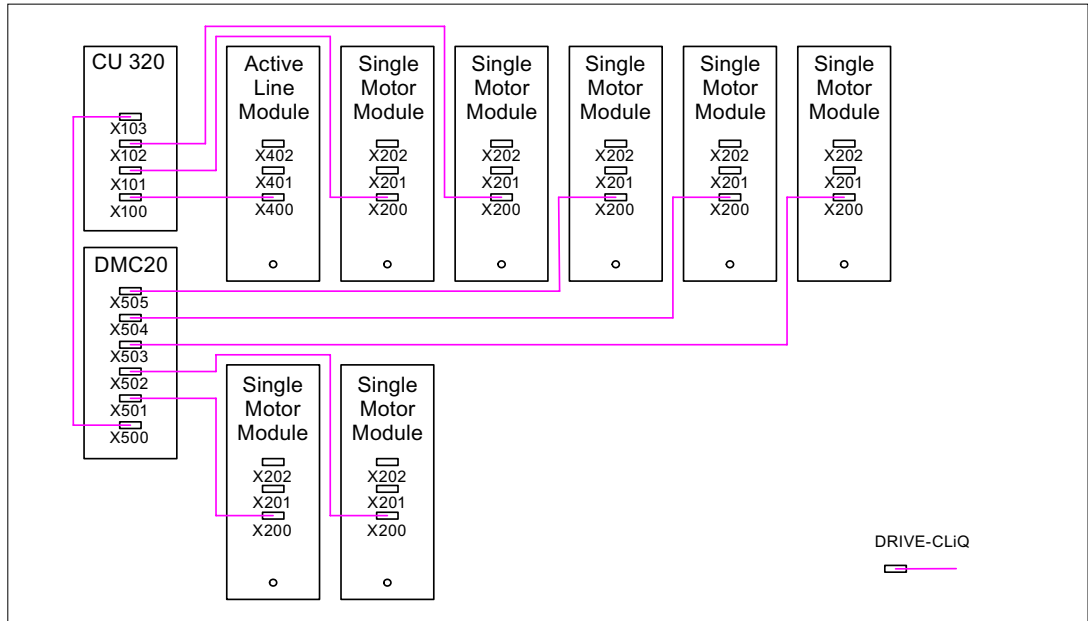 CU 320
X103
X102
X101
X100
Active
Line
Module
X402
X401
X400
Single
Motor
Module
X202
X201
X200
Single
Motor
Module
X202
X201
X200
Single
Motor
Module
X202
X201
X200
Single
Motor
Module
X202
X201
X200
Single
Motor
Module
X202
X201
X200
DMC20
X505
X504
X503
X502
X501
X500
Single
Motor
Module
X202
X201
X200
Single
Motor
Module
X202
X201
X200
DRIVE-CLiQ